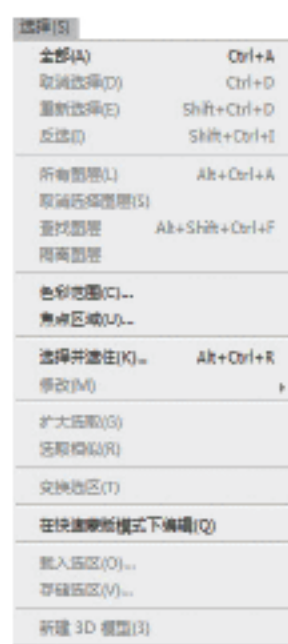 选择(S)
全部(A) Ctrl+A
取消选择(D) Ctrl+D
重新选择(E) Shift+Ctrl+D
反选(I) Shift+Ctrl+I
所有图层(L) Alt+Ctrl+A
取消选择图层(S)
查找图层 Alt+Shift+Ctrl+F
隔离图层
色彩范围(C)...
焦点区域(U)...
选择并遮住(K)... Alt+Ctrl+R
修改(M)
扩大选取(G)
选取相似(R)
变换选区(T)
在快速蒙版模式下编辑(Q)
载入选区(O)...
存储选区(V)...
新建 3D 模型(3)